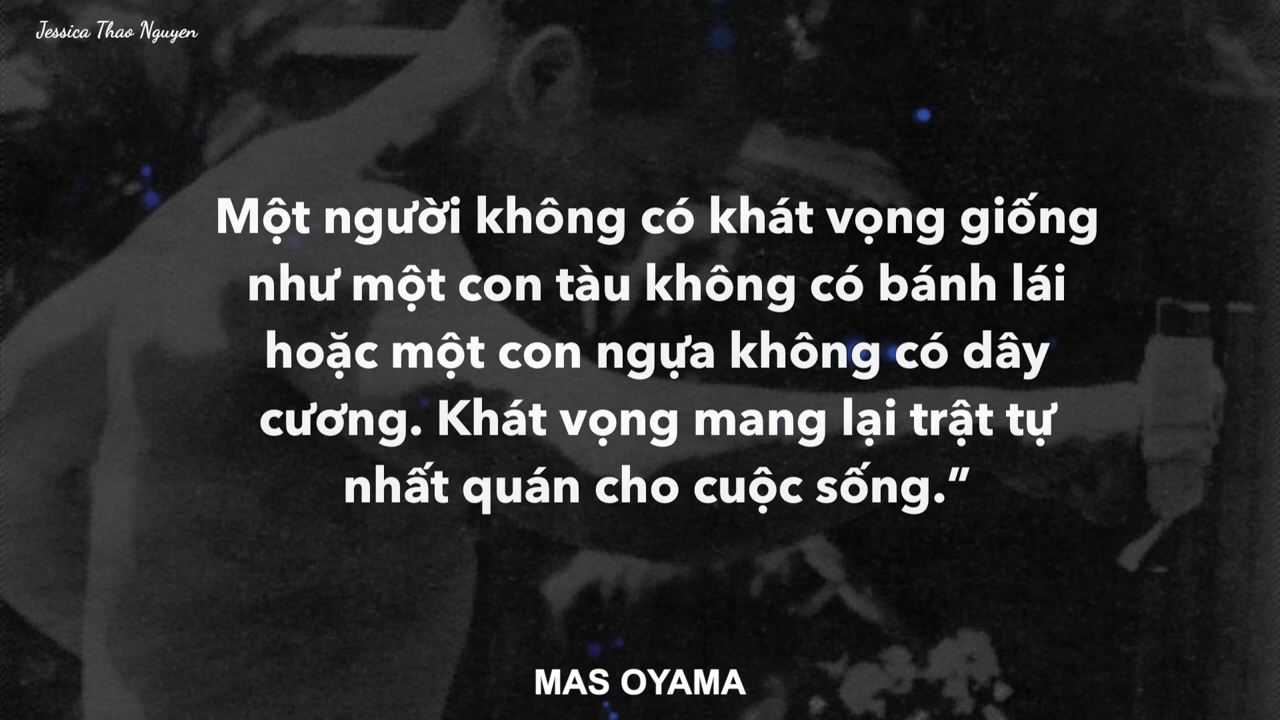 Jessica Thao Nguyen
Một người không có khát vọng giống
như một con tàu không có bánh lái
hoặc một con ngựa không có dây
cương. Khát vọng mang lại trật tự
nhất quán cho cuộc sống.”
MAS OYAMA